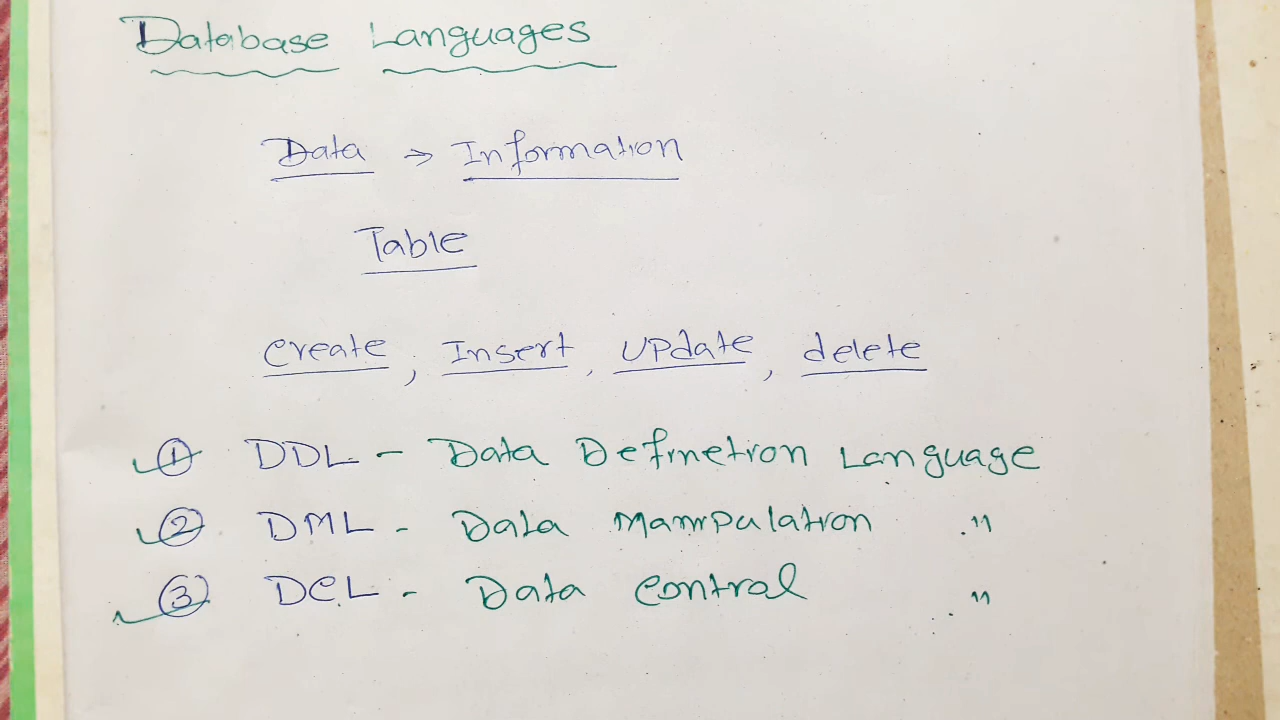 Database Languages
Data → Information
Table
Create, Insert, Update, delete
① DDL - Data Definetion Language
② DML - Data Manipulation "
③ DCL - Data Control "